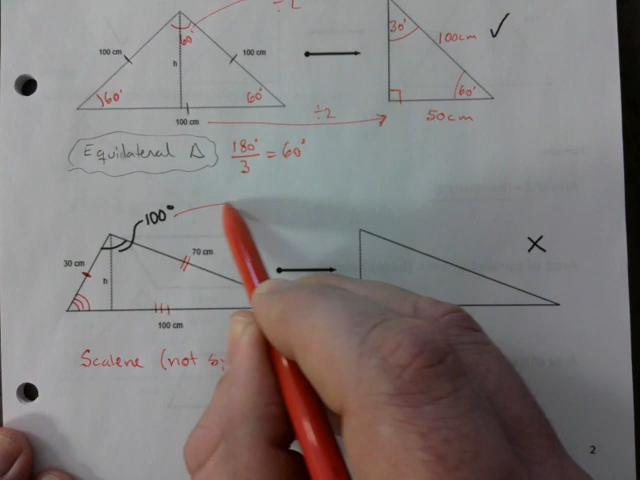 ÷2
60°
30°
100cm
100 cm
h
100 cm
60°
60°
60°
100 cm
÷2
50cm
Equilateral Δ
180°
3
= 60°
100°
30 cm
70 cm
h
100 cm
Scalene (not
2